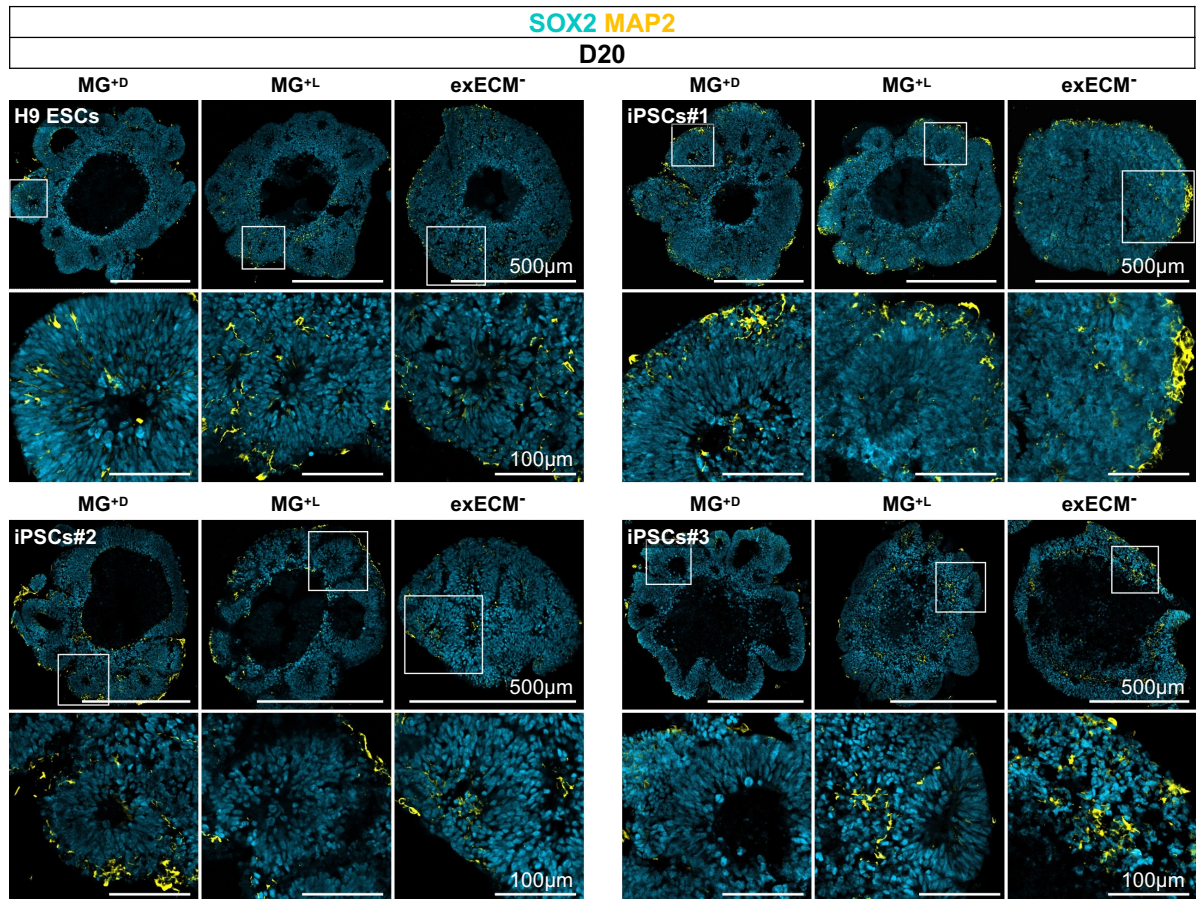 SOX2 MAP2
D20
MG+D MG+L exECM- MG+D MG+L exECM-
H9 ESCs
iPSCs#1
500µm
500µm
100µm
100µm
MG+D MG+L exECM- MG+D MG+L exECM-
iPSCs#2
iPSCs#3
500µm
500µm
100µm
100µm